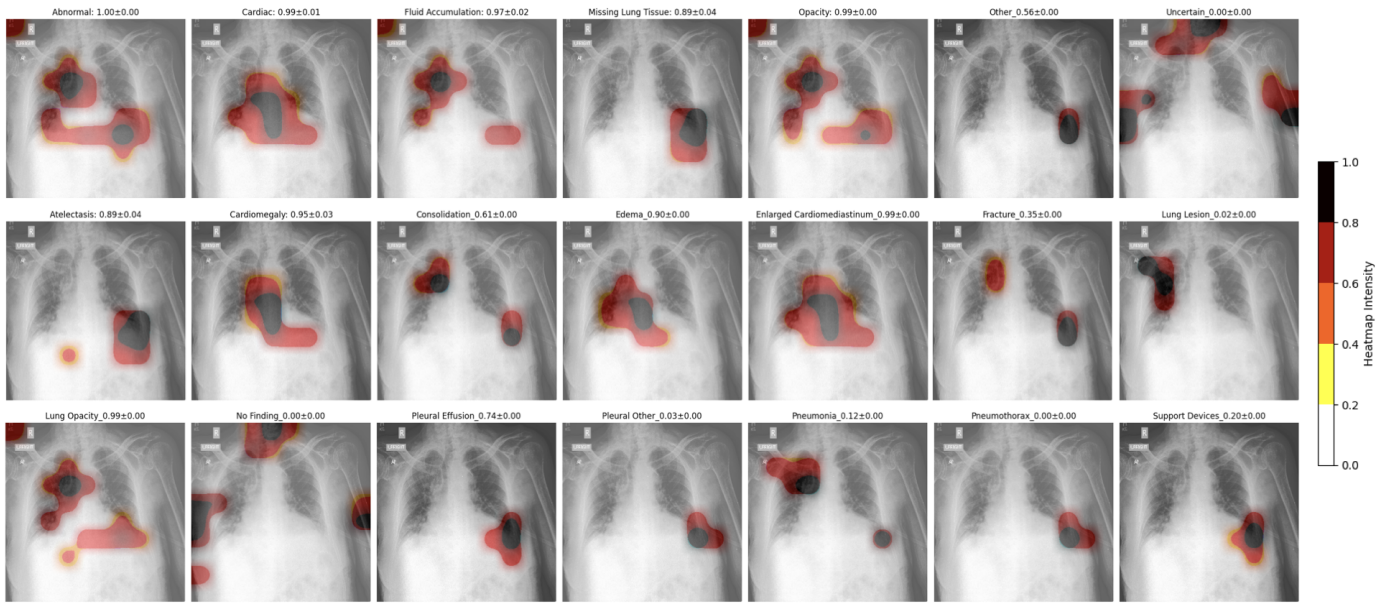 Abnormal: 1.00±0.00
Cardiac: 0.99±0.01
Fluid Accumulation: 0.97±0.02
Missing Lung Tissue: 0.89±0.04
Opacity: 0.99±0.00
Other_0.56±0.00
Uncertain_0.00±0.00
Atelectasis: 0.89±0.04
Cardiomegaly: 0.95±0.03
Consolidation_0.61±0.00
Edema_0.90±0.00
Enlarged Cardiomediastinum_0.99±0.00
Fracture_0.35±0.00
Lung Lesion_0.02±0.00
Lung Opacity_0.99±0.00
No Finding_0.00±0.00
Pleural Effusion_0.74±0.00
Pleural Other_0.03±0.00
Pneumonia_0.12±0.00
Pneumothorax_0.00±0.00
Support Devices_0.20±0.00
1.0
0.8
0.6
0.4
0.2
0.0
Heatmap Intensity